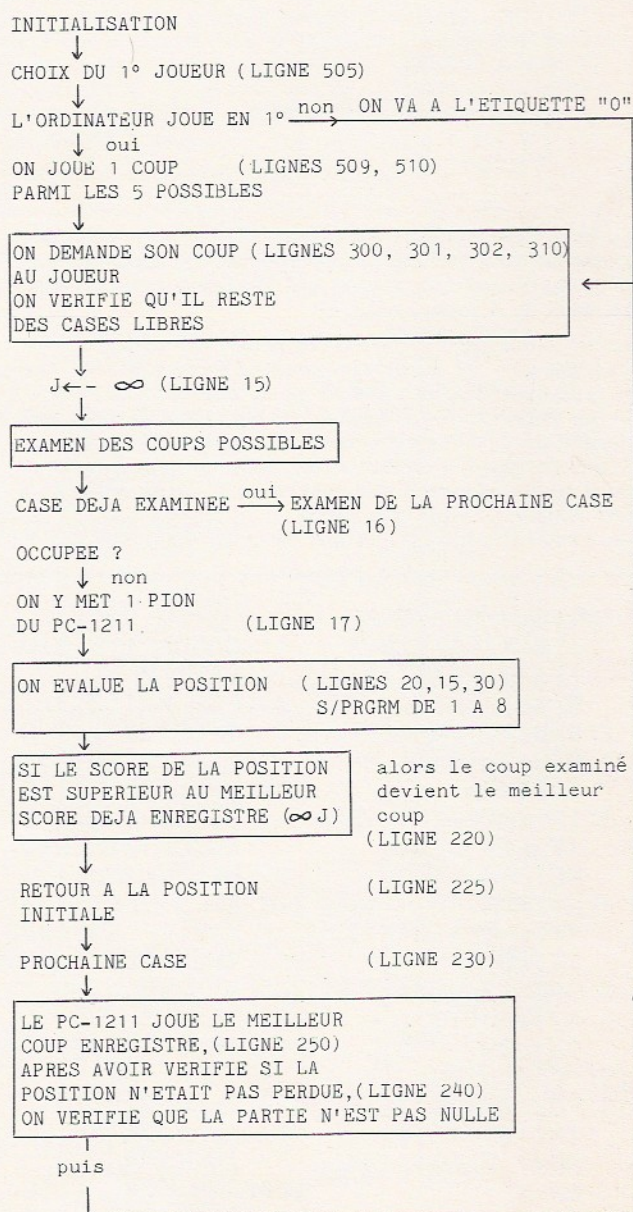 INITIALISATION
CHOIX DU 1° JOUEUR (LIGNE 505)
L'ORDINATEUR JOUE EN 1° non ON VA A L'ETIQUETTE "O"
oui
ON JOUE 1 COUP (LIGNES 509, 510)
PARMI LES 5 POSSIBLES
ON DEMANDE SON COUP (LIGNES 300, 301, 302, 310)
AU JOUEUR
ON VERIFIE QU'IL RESTE
DES CASES LIBRES
J←- ∞ (LIGNE 15)
EXAMEN DES COUPS POSSIBLES
CASE DEJA EXAMINEE oui EXAMEN DE LA PROCHAINE CASE
(LIGNE 16)
OCCUPEE ?
non
ON Y MET 1 PION
DU PC-1211. (LIGNE 17)
ON EVALUE LA POSITION (LIGNES 20,15,30)
S/PRGRM DE 1 A 8
SI LE SCORE DE LA POSITION alors le coup examiné
EST SUPERIEUR AU MEILLEUR devient le meilleur
SCORE DEJA ENREGISTRE (∞ J) coup
(LIGNE 220)
RETOUR A LA POSITION (LIGNE 225)
INITIALE
PROCHAINE CASE (LIGNE 230)
LE PC-1211 JOUE LE MEILLEUR
COUP ENREGISTRE,(LIGNE 250)
APRES AVOIR VERIFIE SI LA
POSITION N'ETAIT PAS PERDUE,(LIGNE 240)
ON VERIFIE QUE LA PARTIE N'EST PAS NULLE
puis